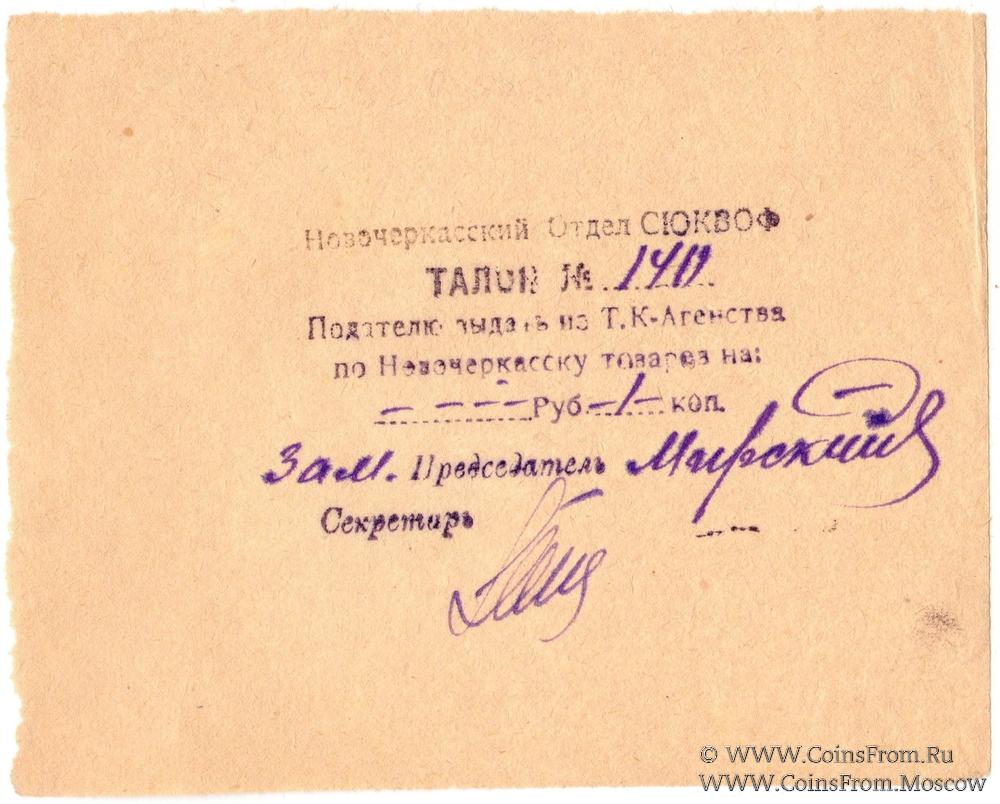 Новочеркасский Отдел СЮКВОФ
ТАЛОН № 140
Подателю выдать из Т.К-Агенства
по Новочеркасску товаров на:
— — — Руб —1— коп.
Зам. Председатель Мирский
Секретарь
© WWW.CoinsFrom.Ru
WWW.CoinsFrom.Moscow